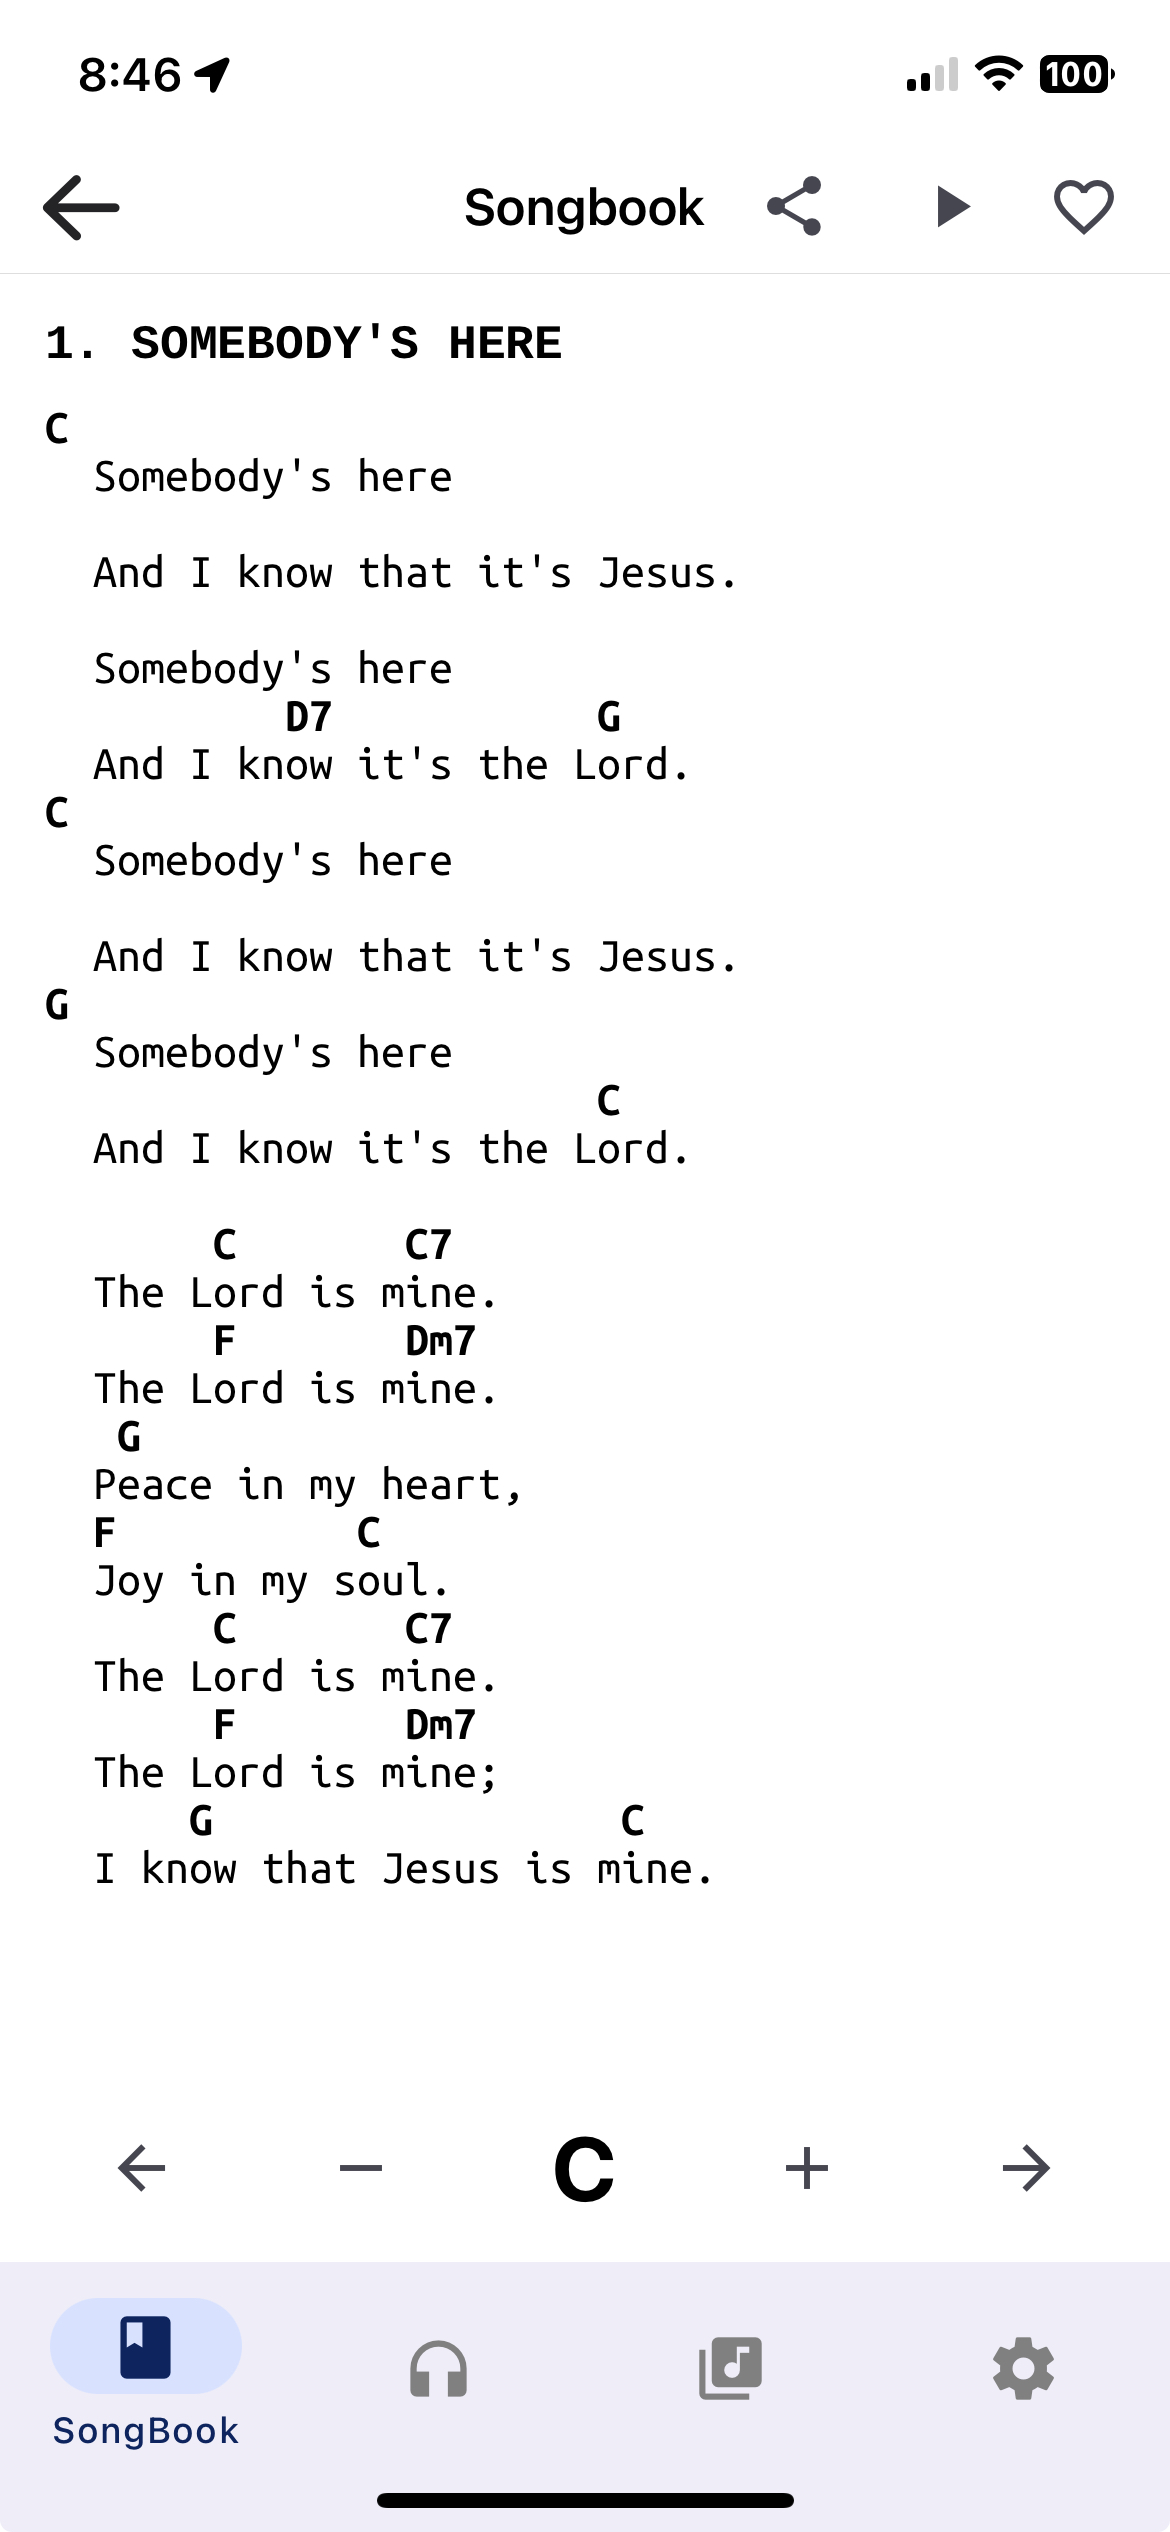 8:46
100
Songbook
1. SOMEBODY'S HERE
C
Somebody's here
And I know that it's Jesus.
Somebody's here
D7 G
And I know it's the Lord.
C
Somebody's here
And I know that it's Jesus.
G
Somebody's here
C
And I know it's the Lord.
C C7
The Lord is mine.
F Dm7
The Lord is mine.
G
Peace in my heart,
F C
Joy in my soul.
C C7
The Lord is mine.
F Dm7
The Lord is mine;
G C
I know that Jesus is mine.
C
SongBook